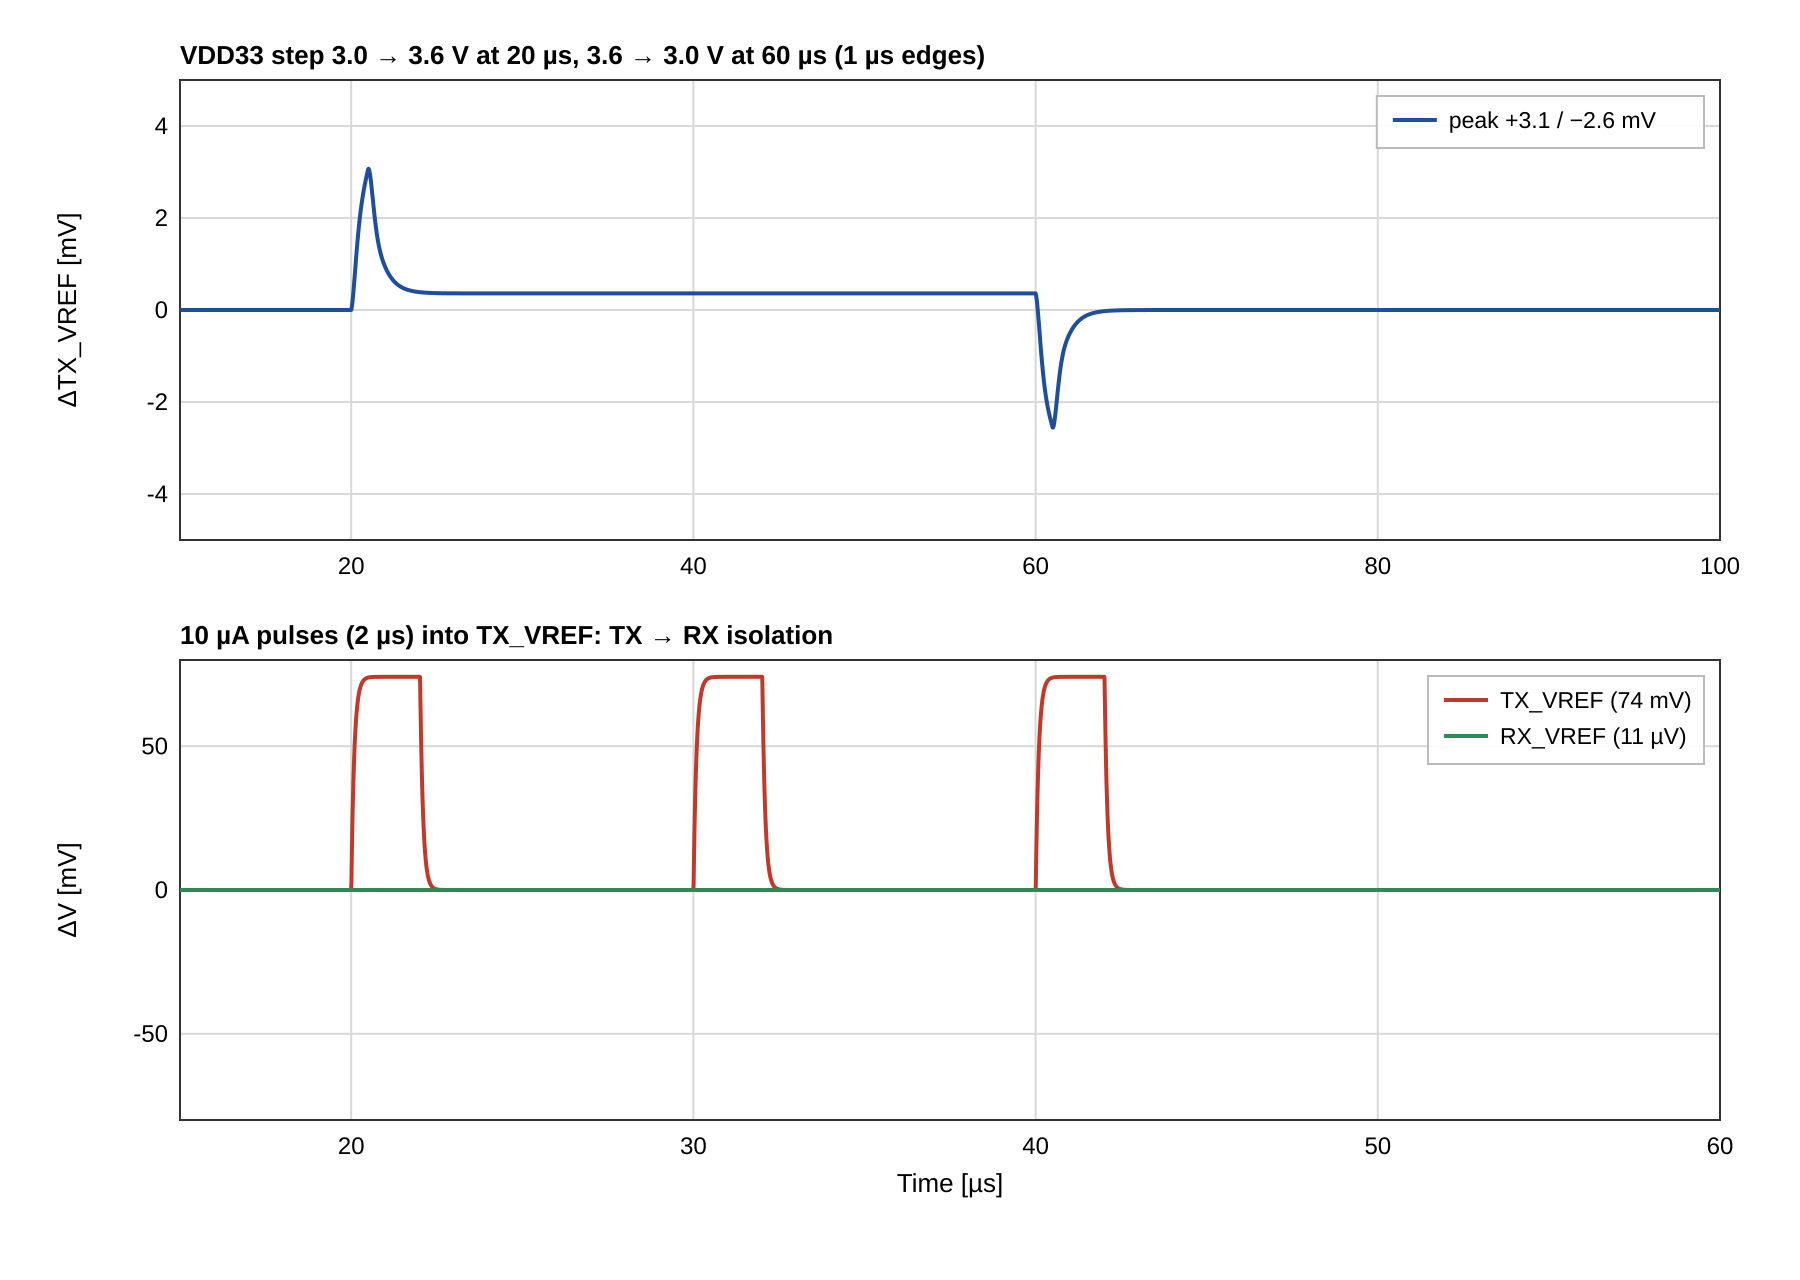 VDD33 step 3.0 → 3.6 V at 20 µs, 3.6 → 3.0 V at 60 µs (1 µs edges)
peak +3.1 / −2.6 mV
ΔTX_VREF [mV]
4
2
0
-2
-4
20 40 60 80 100
10 µA pulses (2 µs) into TX_VREF: TX → RX isolation
TX_VREF (74 mV)
RX_VREF (11 µV)
ΔV [mV]
50
0
-50
20 30 40 50 60
Time [µs]